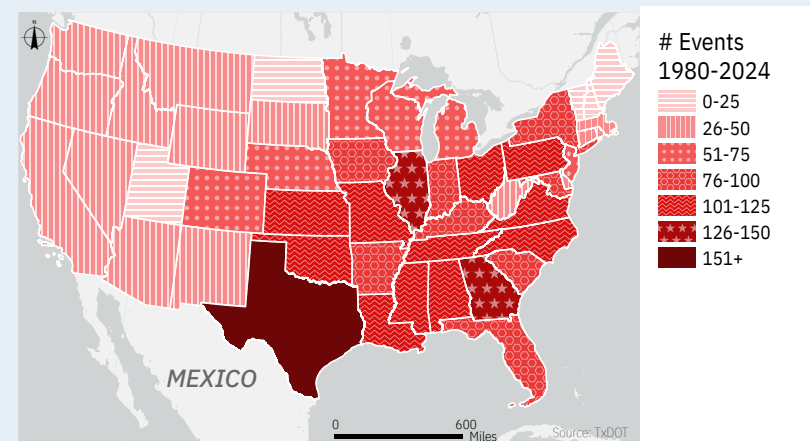 N
# Events
1980-2024
0-25
26-50
51-75
76-100
101-125
126-150
151+
MEXICO
0 600
Miles
Source: TxDOT